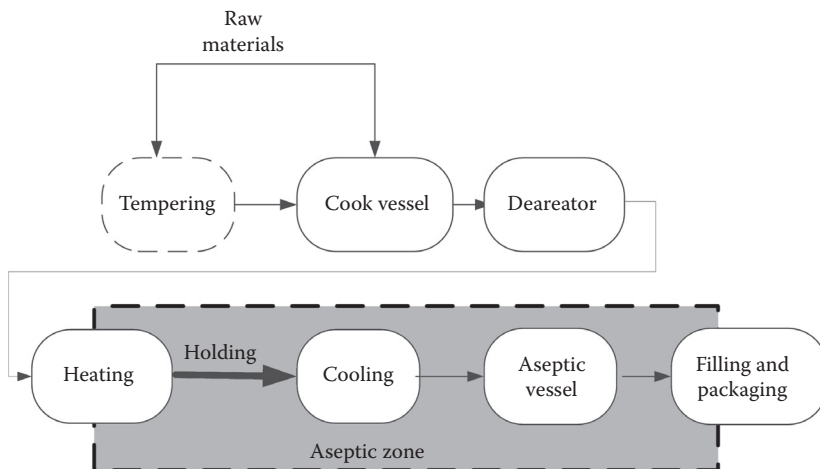 Raw
materials
Tempering
Cook vessel
Deareator
Holding
Heating
Cooling
Aseptic
vessel
Filling and
packaging
Aseptic zone